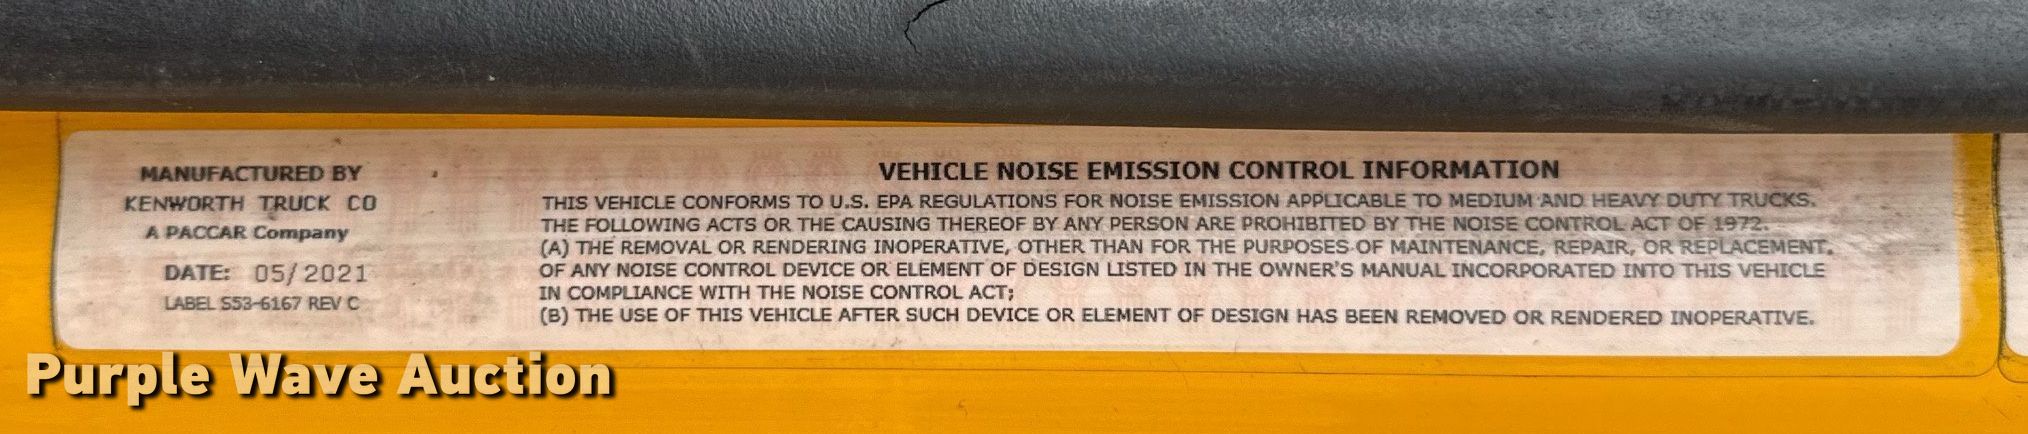 MANUFACTURED BY
KENWORTH TRUCK CO
A PACCAR Company
DATE: 05/2021
LABEL S53-6167 REV C
VEHICLE NOISE EMISSION CONTROL INFORMATION
THIS VEHICLE CONFORMS TO U.S. EPA REGULATIONS FOR NOISE EMISSION APPLICABLE TO MEDIUM AND HEAVY DUTY TRUCKS.
THE FOLLOWING ACTS OR THE CAUSING THEREOF BY ANY PERSON ARE PROHIBITED BY THE NOISE CONTROL ACT OF 1972.
(A) THE REMOVAL OR RENDERING INOPERATIVE, OTHER THAN FOR THE PURPOSES OF MAINTENANCE, REPAIR, OR REPLACEMENT,
OF ANY NOISE CONTROL DEVICE OR ELEMENT OF DESIGN LISTED IN THE OWNER'S MANUAL INCORPORATED INTO THIS VEHICLE
IN COMPLIANCE WITH THE NOISE CONTROL ACT;
(B) THE USE OF THIS VEHICLE AFTER SUCH DEVICE OR ELEMENT OF DESIGN HAS BEEN REMOVED OR RENDERED INOPERATIVE.
Purple Wave Auction